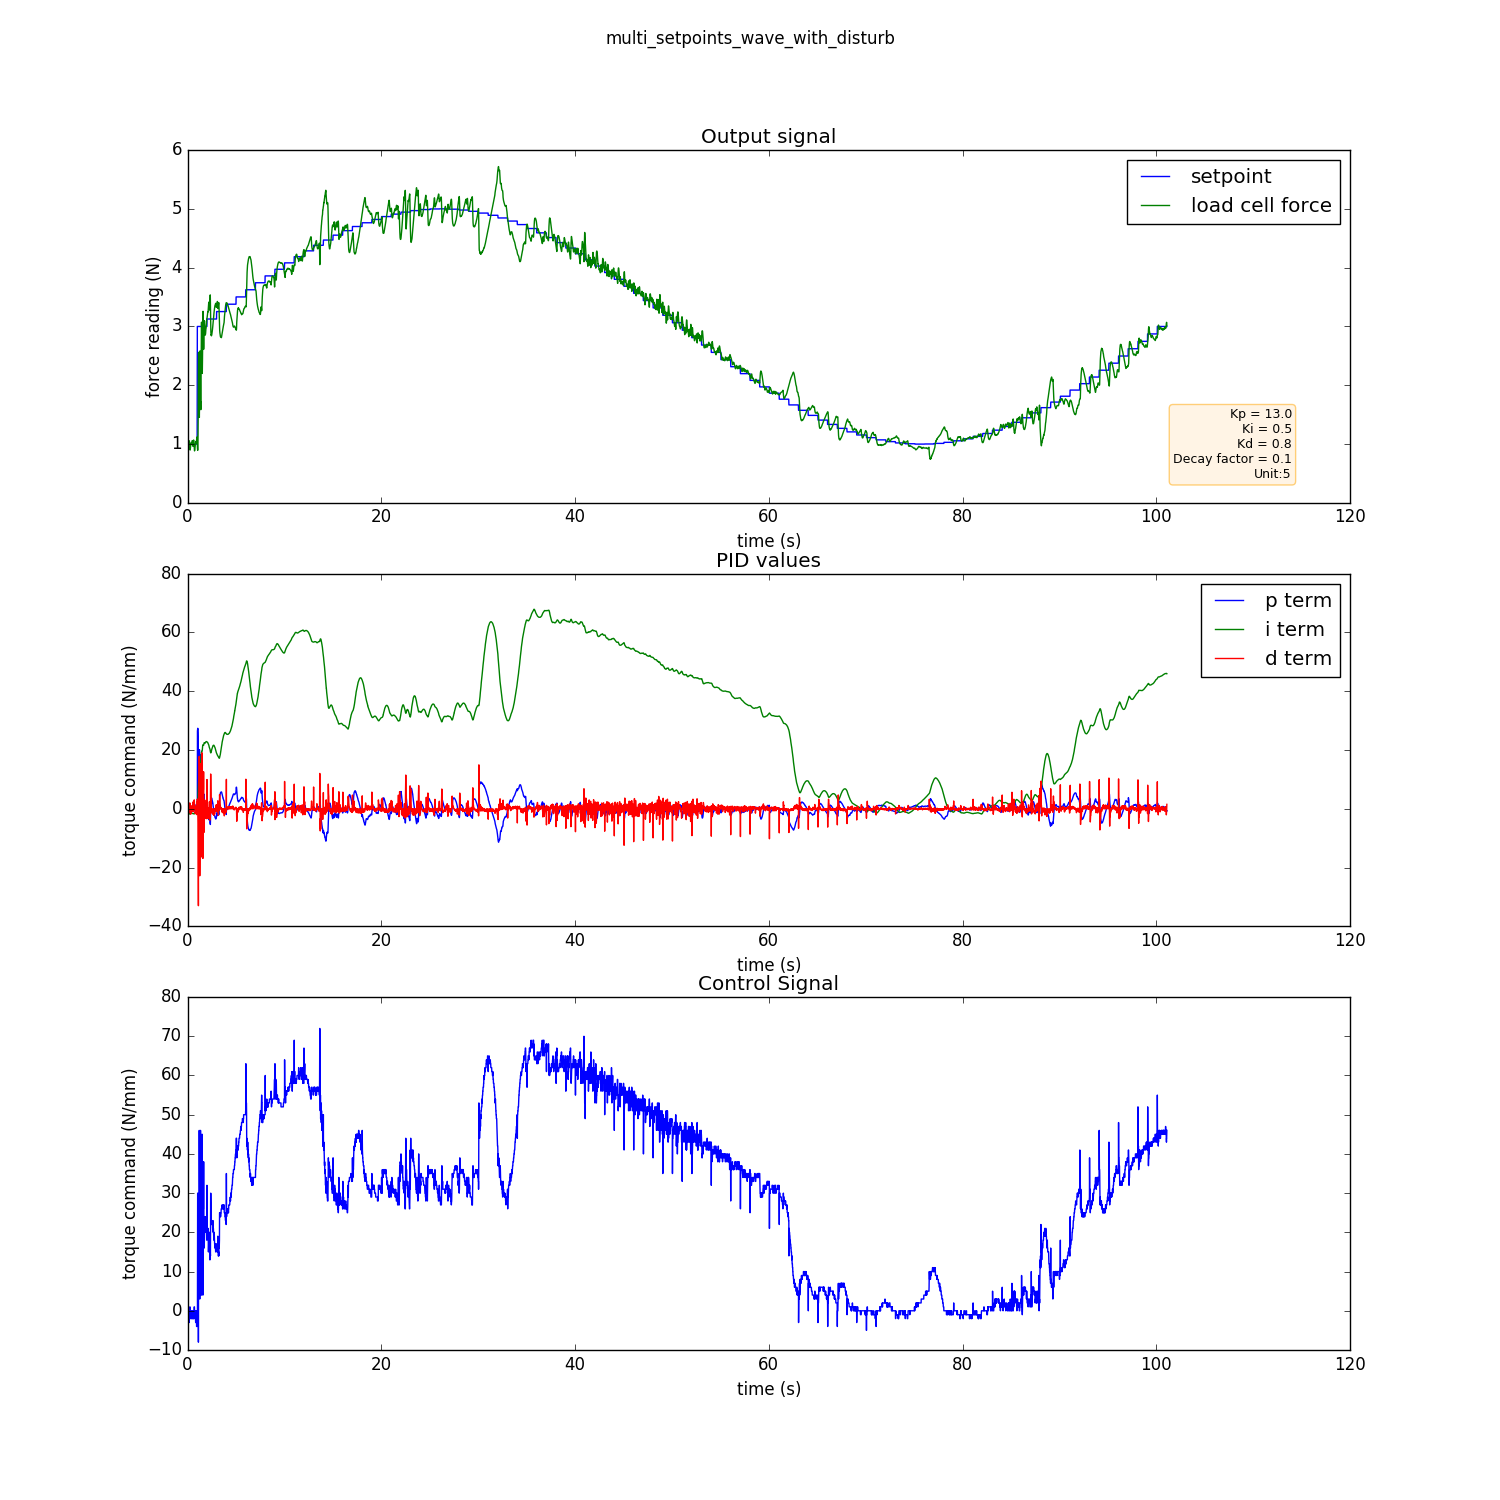 multi_setpoints_wave_with_disturb
Output signal
6
5
4
3
2
1
0
force reading (N)
setpoint
load cell force
Kp = 13.0
Ki = 0.5
Kd = 0.8
Decay factor = 0.1
Unit:5
0 20 40 60 80 100 120
time (s)
PID values
80
60
40
20
0
−20
−40
torque command (N/mm)
p term
i term
d term
0 20 40 60 80 100 120
time (s)
Control Signal
80
70
60
50
40
30
20
10
0
−10
torque command (N/mm)
0 20 40 60 80 100 120
time (s)